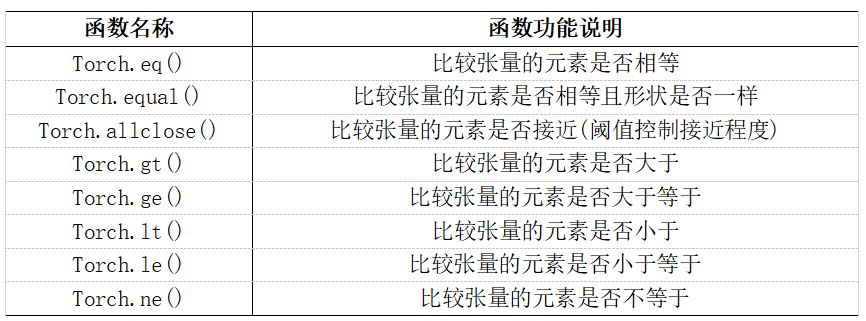 函数名称 函数功能说明
Torch.eq() 比较张量的元素是否相等
Torch.equal() 比较张量的元素是否相等且形状是否一样
Torch.allclose() 比较张量的元素是否接近(阈值控制接近程度)
Torch.gt() 比较张量的元素是否大于
Torch.ge() 比较张量的元素是否大于等于
Torch.lt() 比较张量的元素是否小于
Torch.le() 比较张量的元素是否小于等于
Torch.ne() 比较张量的元素是否不等于